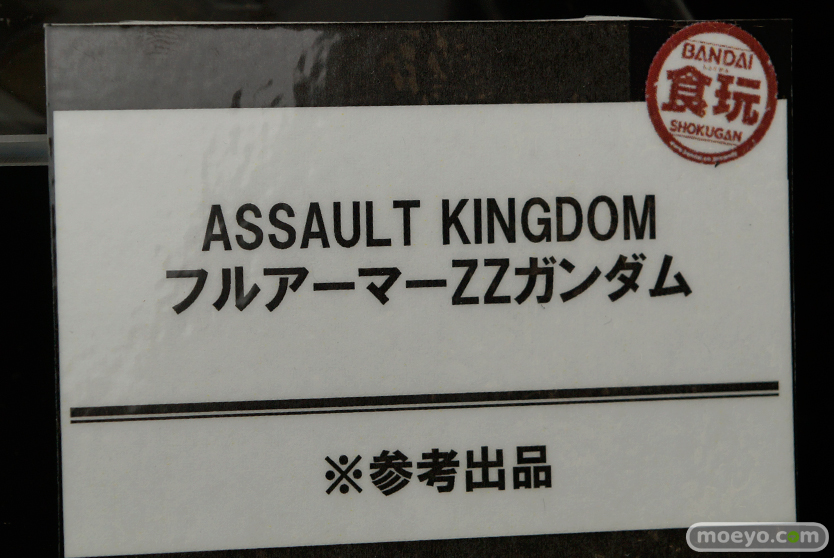 BANDAI
食玩
SHOKUGAN
ASSAULT KINGDOM
フルアーマーZZガンダム
※参考出品
moeyo.com